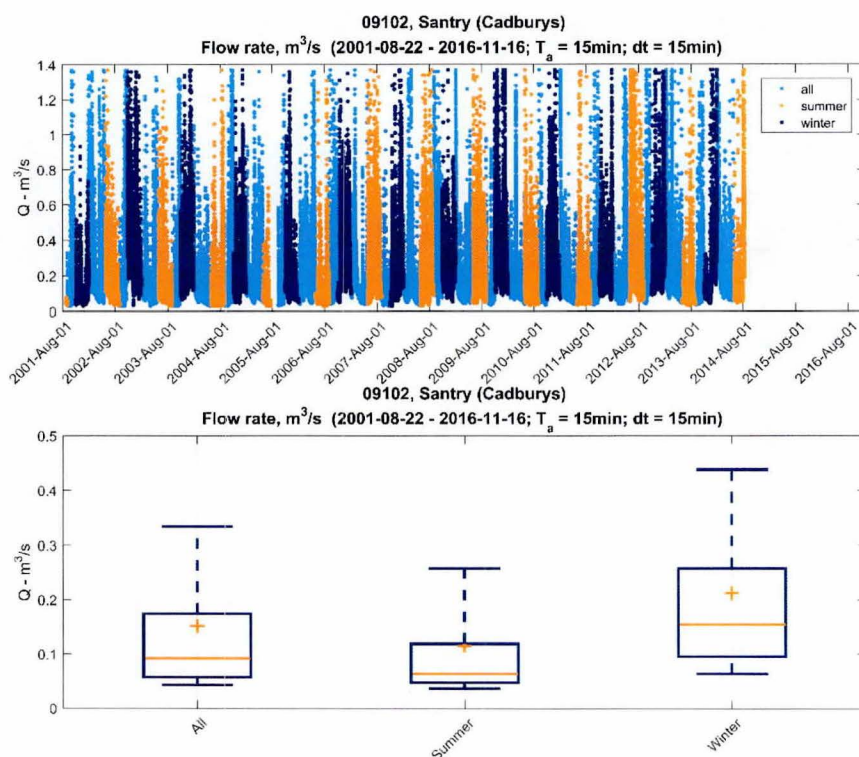 09102, Santry (Cadburys)
Flow rate, m³/s (2001-08-22 - 2016-11-16; Tₐ = 15min; dt = 15min)
Q - m³/s
1.4
1.2
1
0.8
0.6
0.4
0.2
0
all
summer
winter
2001-Aug-01
2002-Aug-01
2003-Aug-01
2004-Aug-01
2005-Aug-01
2006-Aug-01
2007-Aug-01
2008-Aug-01
2009-Aug-01
2010-Aug-01
2011-Aug-01
2012-Aug-01
2013-Aug-01
2014-Aug-01
2015-Aug-01
2016-Aug-01
09102, Santry (Cadburys)
Flow rate, m³/s (2001-08-22 - 2016-11-16; Tₐ = 15min; dt = 15min)
Q - m³/s
0.5
0.4
0.3
0.2
0.1
0
All
Summer
Winter